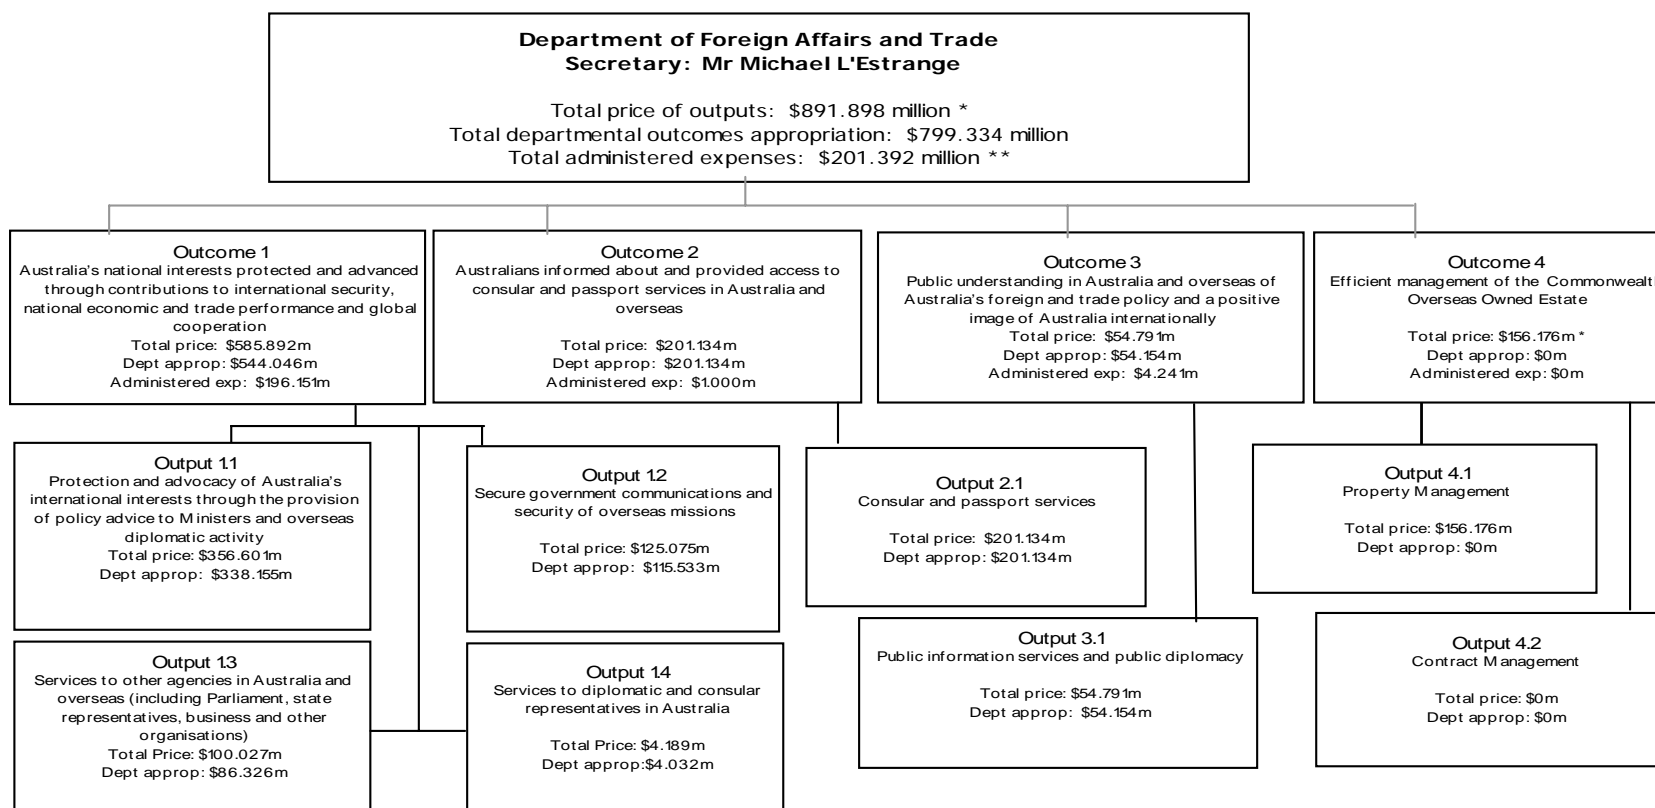 Department of Foreign Affairs and Trade
Secretary: Mr Michael L'Estrange
Total price of outputs: $891.898 million *
Total departmental outcomes appropriation: $799.334 million
Total administered expenses: $201.392 million **
Outcome 1
Australia's national interests protected and advanced
through contributions to international security,
national economic and trade performance and global
cooperation
Total price: $585.892m
Dept approp: $544.046m
Administered exp: $196.151m
Outcome 2
Australians informed about and provided access to
consular and passport services in Australia and
overseas
Total price: $201.134m
Dept approp: $201.134m
Administered exp: $1.000m
Outcome 3
Public understanding in Australia and overseas of
Australia's foreign and trade policy and a positive
image of Australia internationally
Total price: $54.791m
Dept approp: $54.154m
Administered exp: $4.241m
Outcome 4
Efficient management of the Commonwealt
Overseas Owned Estate
Total price: $156.176m *
Dept approp: $0m
Administered exp: $0m
Output 1.1
Protection and advocacy of Australia's
international interests through the provision
of policy advice to Ministers and overseas
diplomatic activity
Total price: $356.601m
Dept approp: $338.155m
Output 1.2
Secure government communications and
security of overseas missions
Total price: $125.075m
Dept approp: $115.533m
Output 2.1
Consular and passport services
Total price: $201.134m
Dept approp: $201.134m
Output 4.1
Property Management
Total price: $156.176m
Dept approp: $0m
Output 1.3
Services to other agencies in Australia and
overseas (including Parliament, state
representatives, business and other
organisations)
Total Price: $100.027m
Dept approp: $86.326m
Output 1.4
Services to diplomatic and consular
representatives in Australia
Total Price: $4.189m
Dept approp:$4.032m
Output 3.1
Public information services and public diplomacy
Total price: $54.791m
Dept approp: $54.154m
Output 4.2
Contract Management
Total price: $0m
Dept approp: $0m